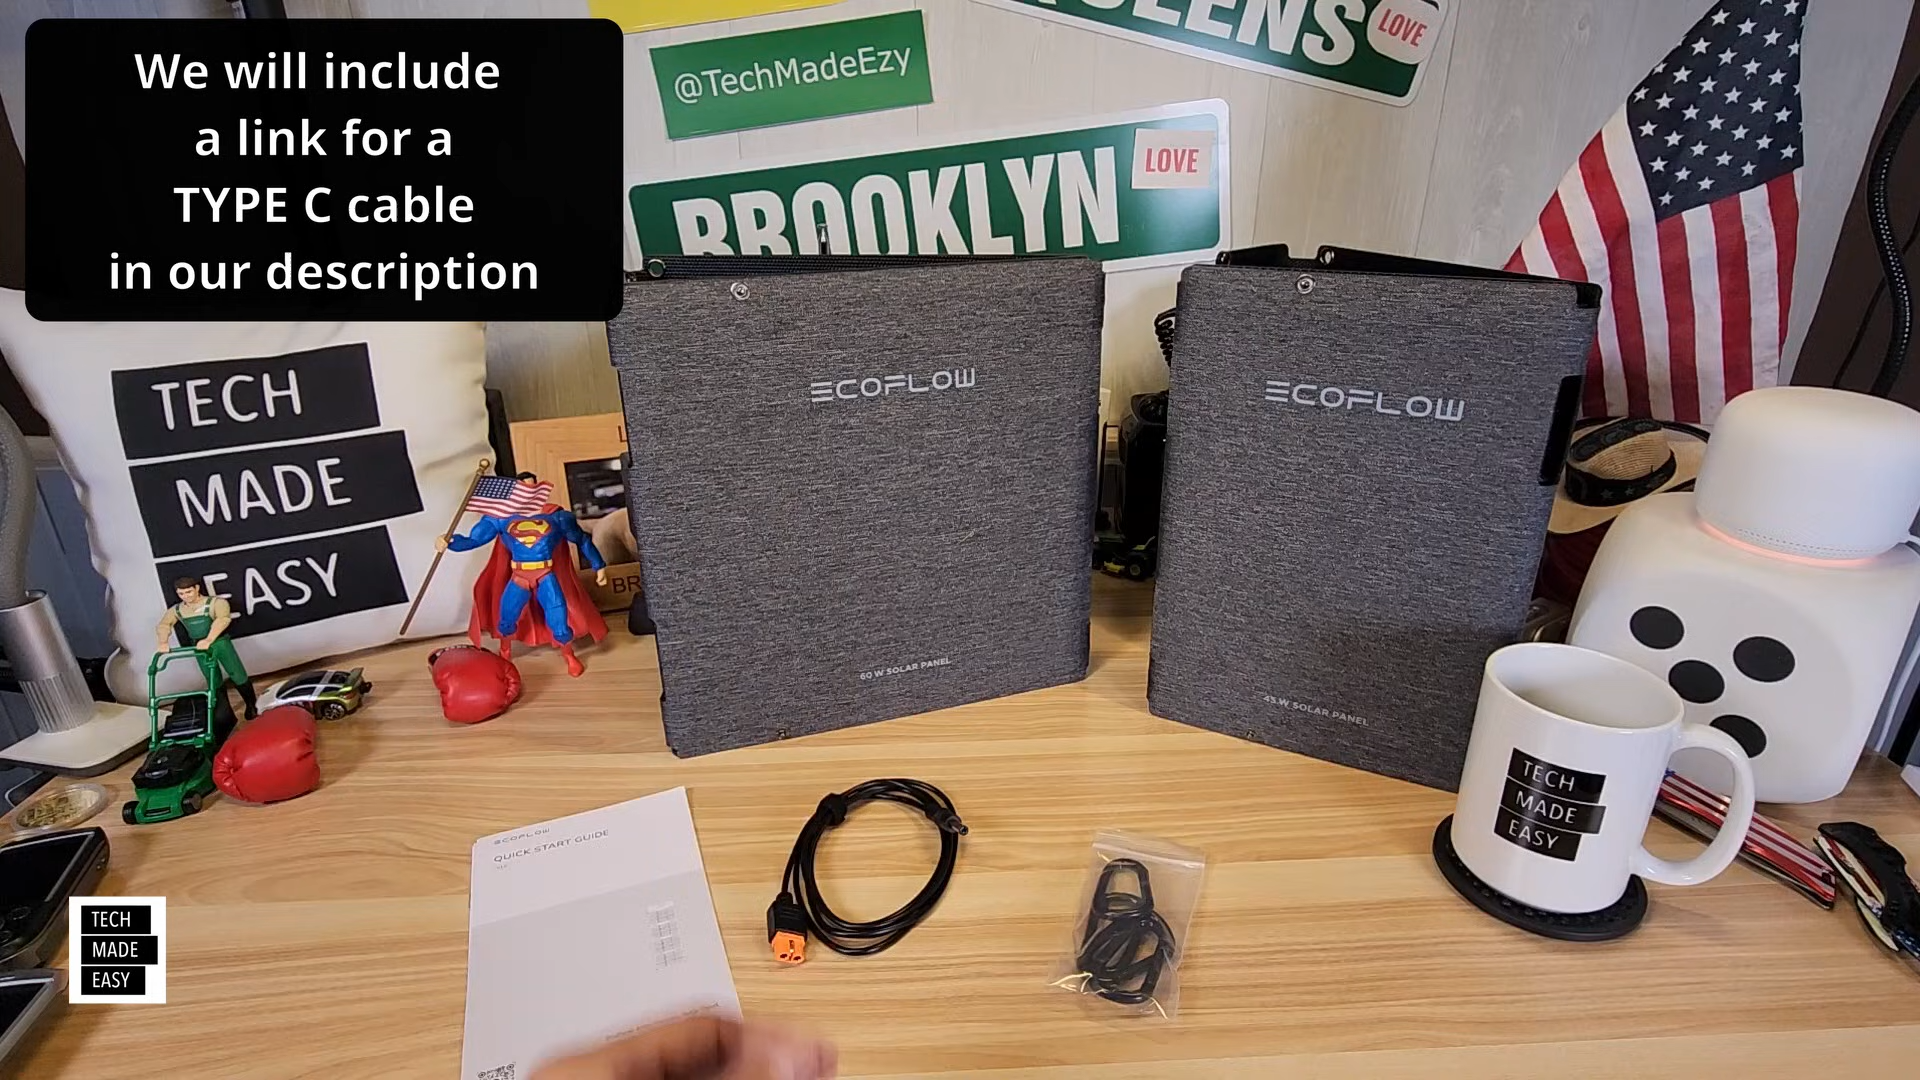 We will include
a link for a
TYPE C cable
in our description
@TechMadeEzy
LOVE
BROOKLYN
LOVE
TECH
MADE
EASY
ECOFLOW
60 W SOLAR PANEL
ECOFLOW
45 W SOLAR PANEL
ECOFLOW
QUICK START GUIDE
TECH
MADE
EASY
TECH
MADE
EASY